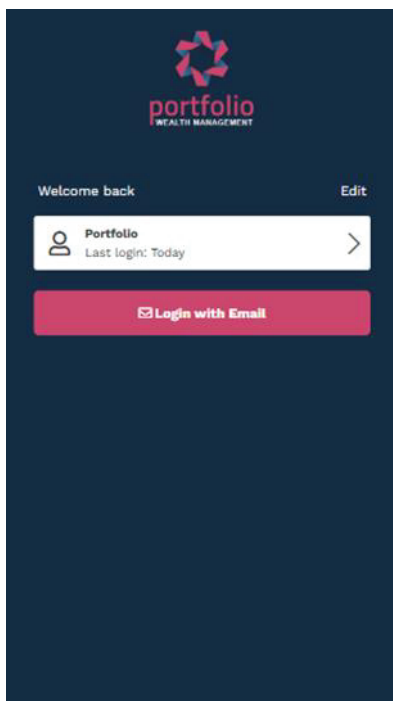 portfolio
WEALTH MANAGEMENT
Welcome back
Edit
Portfolio
Last login: Today
Login with Email